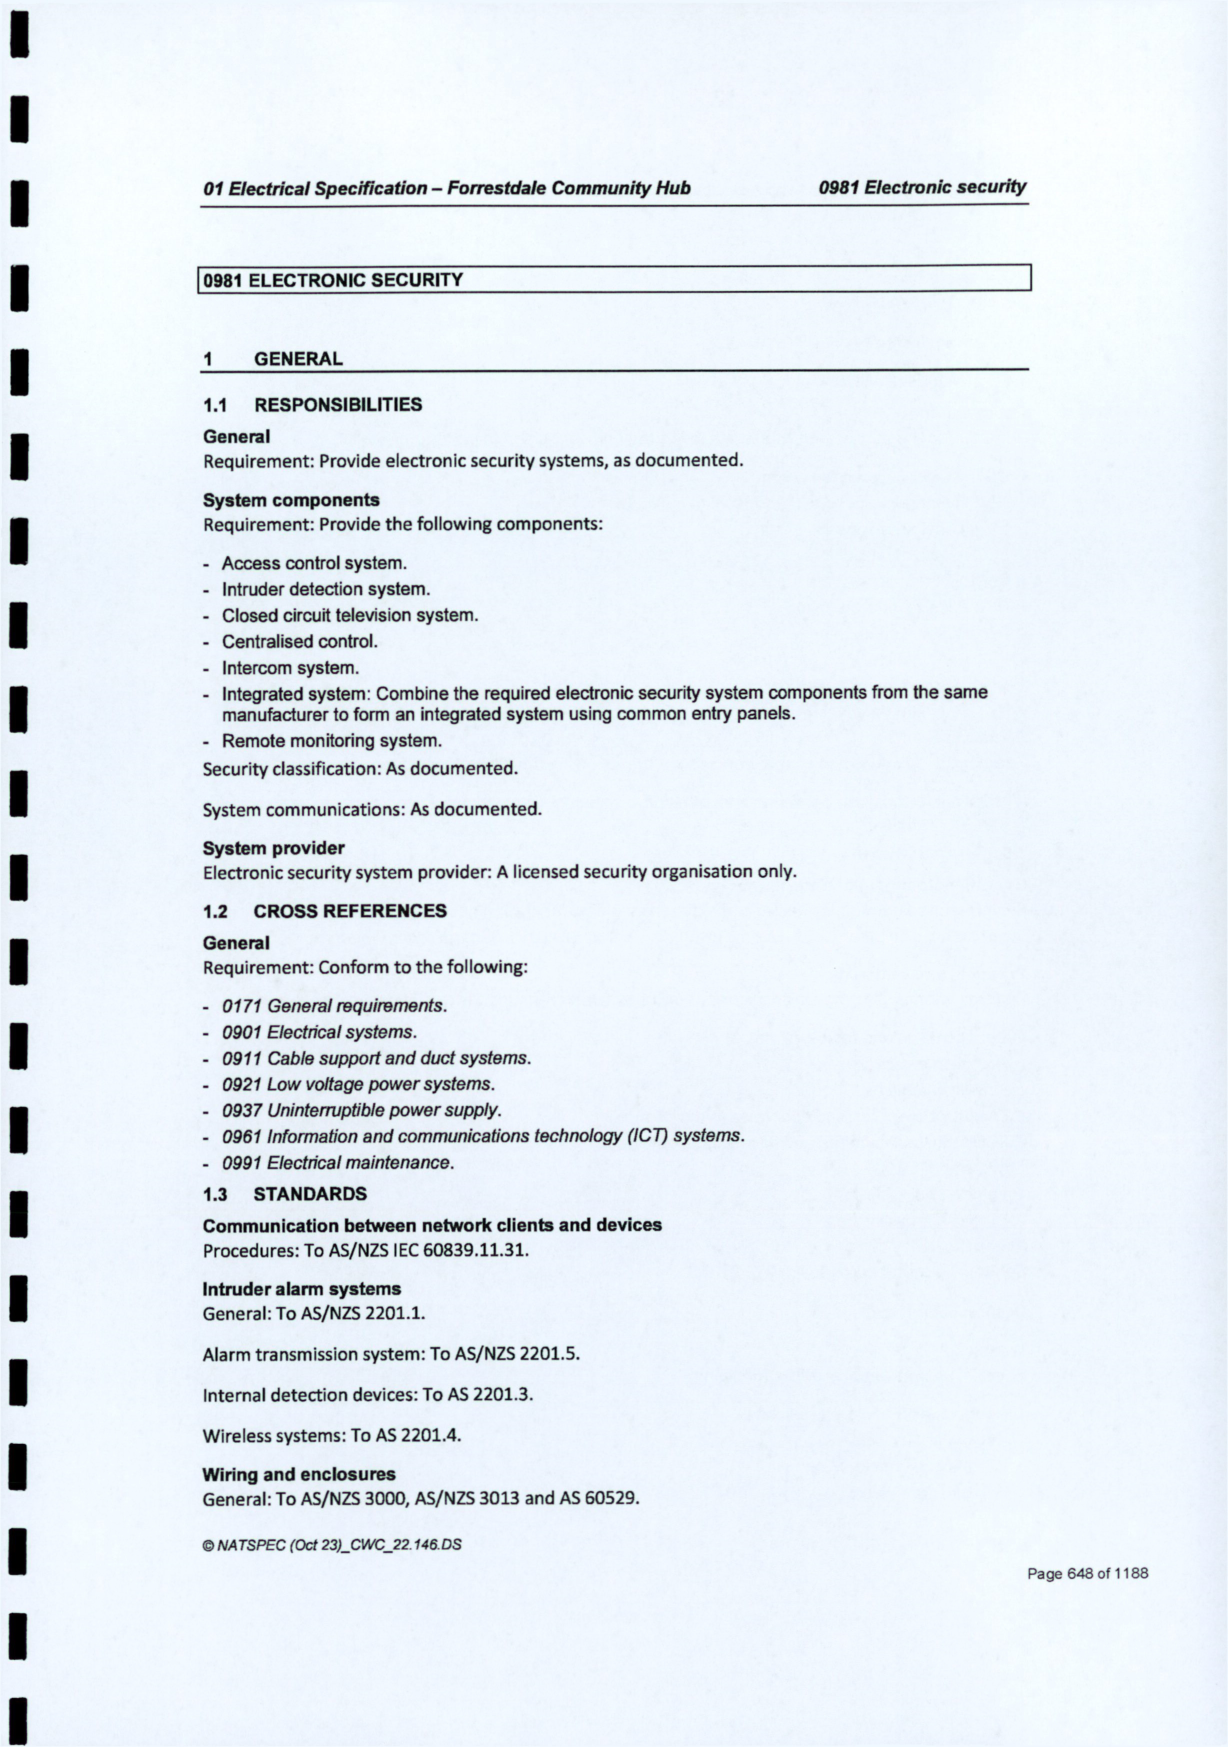 01 Electrical Specification – Forrestdale Community Hub 0981 Electronic security
0981 ELECTRONIC SECURITY
1 GENERAL
1.1 RESPONSIBILITIES
General
Requirement: Provide electronic security systems, as documented.
System components
Requirement: Provide the following components:
- Access control system.
- Intruder detection system.
- Closed circuit television system.
- Centralised control.
- Intercom system.
- Integrated system: Combine the required electronic security system components from the same
manufacturer to form an integrated system using common entry panels.
- Remote monitoring system.
Security classification: As documented.
System communications: As documented.
System provider
Electronic security system provider: A licensed security organisation only.
1.2 CROSS REFERENCES
General
Requirement: Conform to the following:
- 0171 General requirements.
- 0901 Electrical systems.
- 0911 Cable support and duct systems.
- 0921 Low voltage power systems.
- 0937 Uninterruptible power supply.
- 0961 Information and communications technology (ICT) systems.
- 0991 Electrical maintenance.
1.3 STANDARDS
Communication between network clients and devices
Procedures: To AS/NZS IEC 60839.11.31.
Intruder alarm systems
General: To AS/NZS 2201.1.
Alarm transmission system: To AS/NZS 2201.5.
Internal detection devices: To AS 2201.3.
Wireless systems: To AS 2201.4.
Wiring and enclosures
General: To AS/NZS 3000, AS/NZS 3013 and AS 60529.
© NATSPEC (Oct 23)_CWC_22.146.DS
Page 648 of 1188